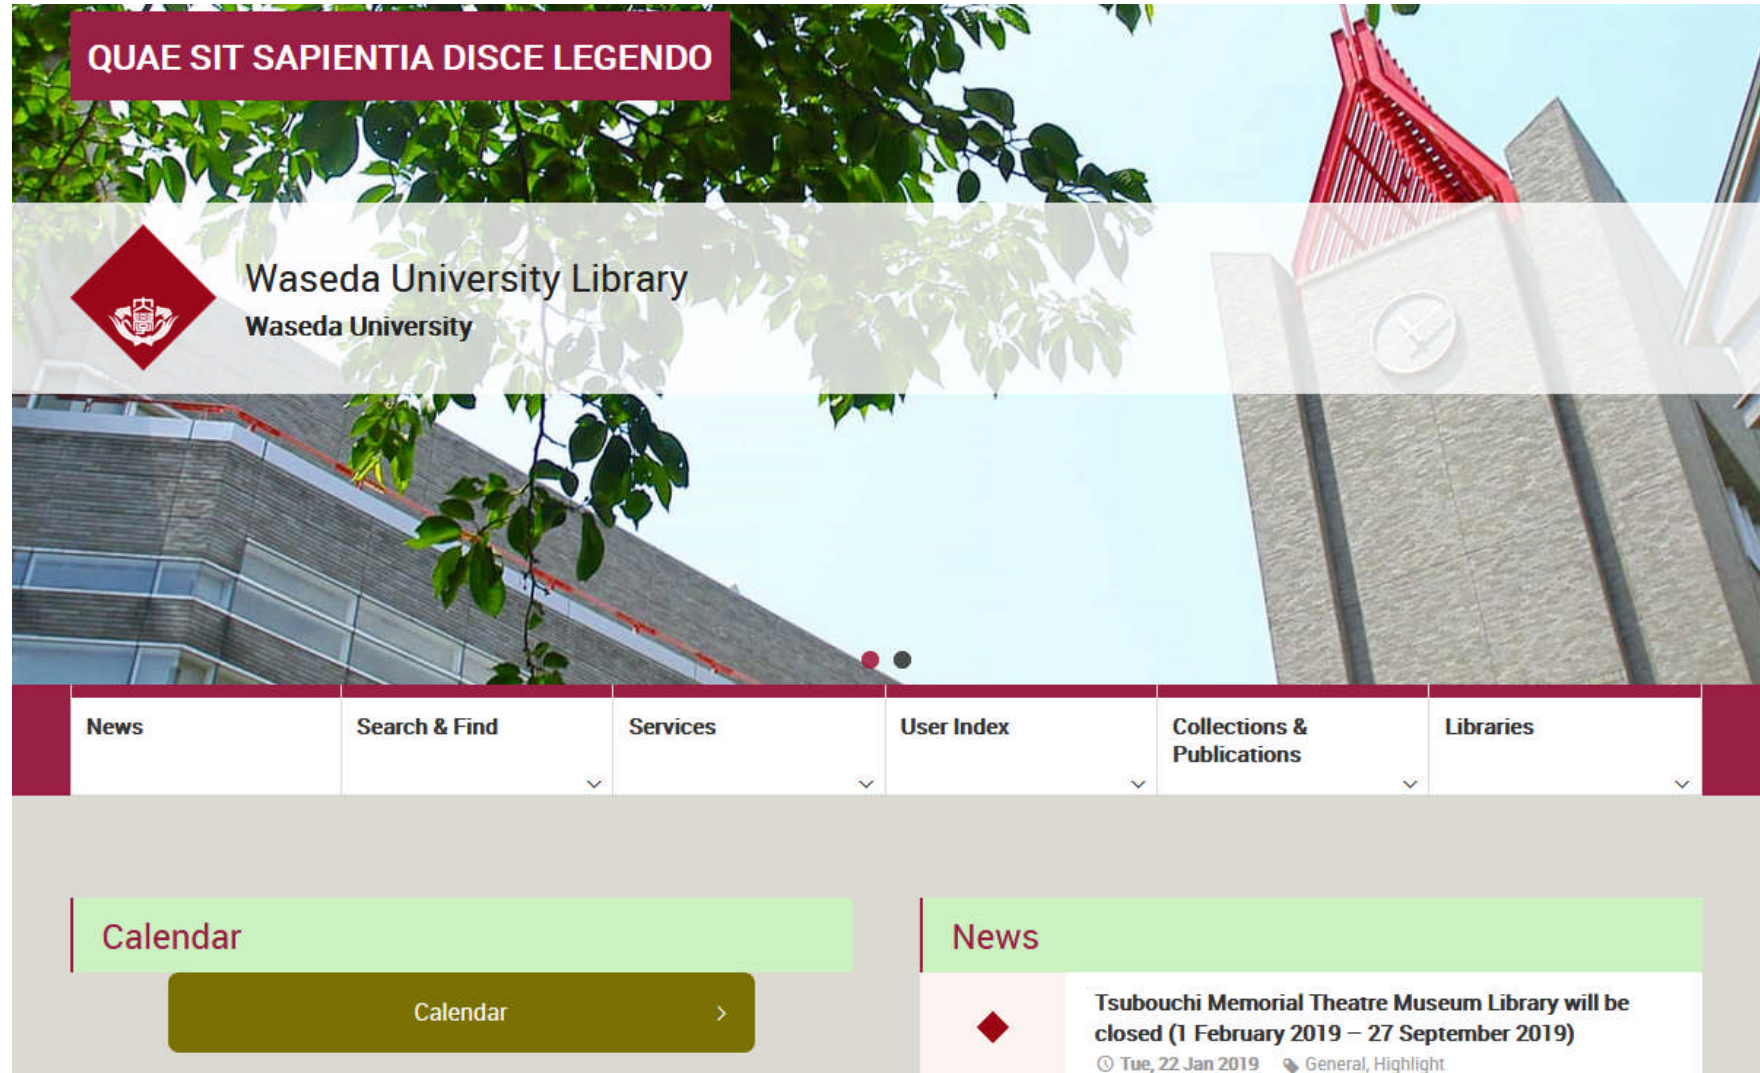 QUAE SIT SAPIENTIA DISCE LEGENDO
Waseda University Library
Waseda University
News
Search & Find
Services
User Index
Collections &
Publications
Libraries
Calendar
Calendar
News
Tsubouchi Memorial Theatre Museum Library will be
closed (1 February 2019 – 27 September 2019)
Tue, 22 Jan 2019 General, Highlight